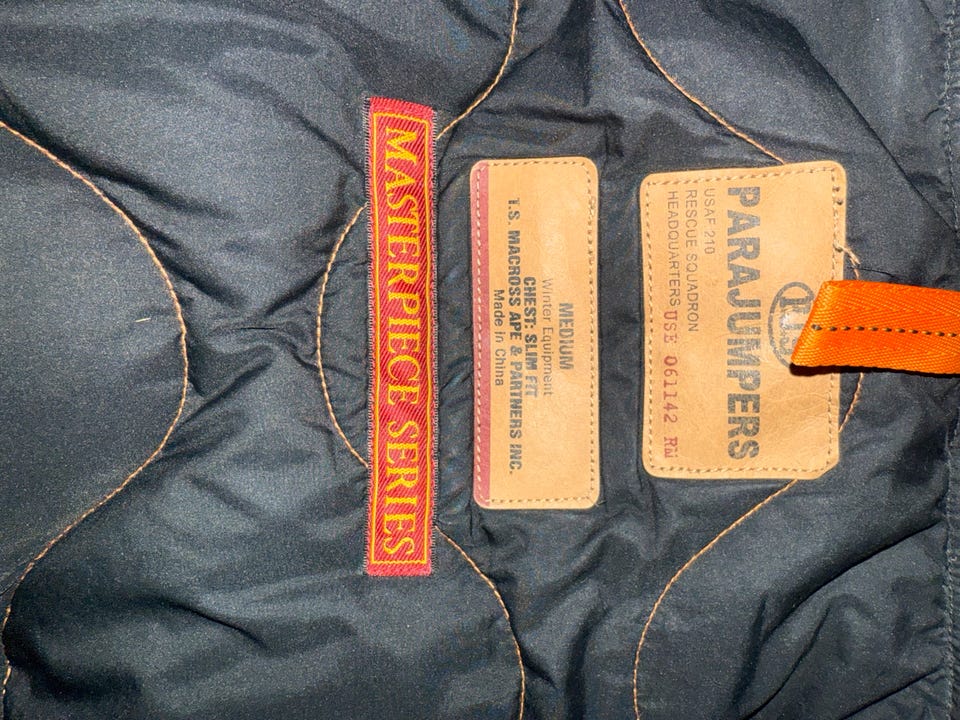 PARAJUMPERS
USAF 210
RESCUE SQUADRON
HEADQUARTERS USE 061142 RN
MEDIUM
Winter Equipment
CHEST: SLIM FIT
T.S. MACROSS APE & PARTNERS INC.
Made in China
MASTERPIECE SERIES